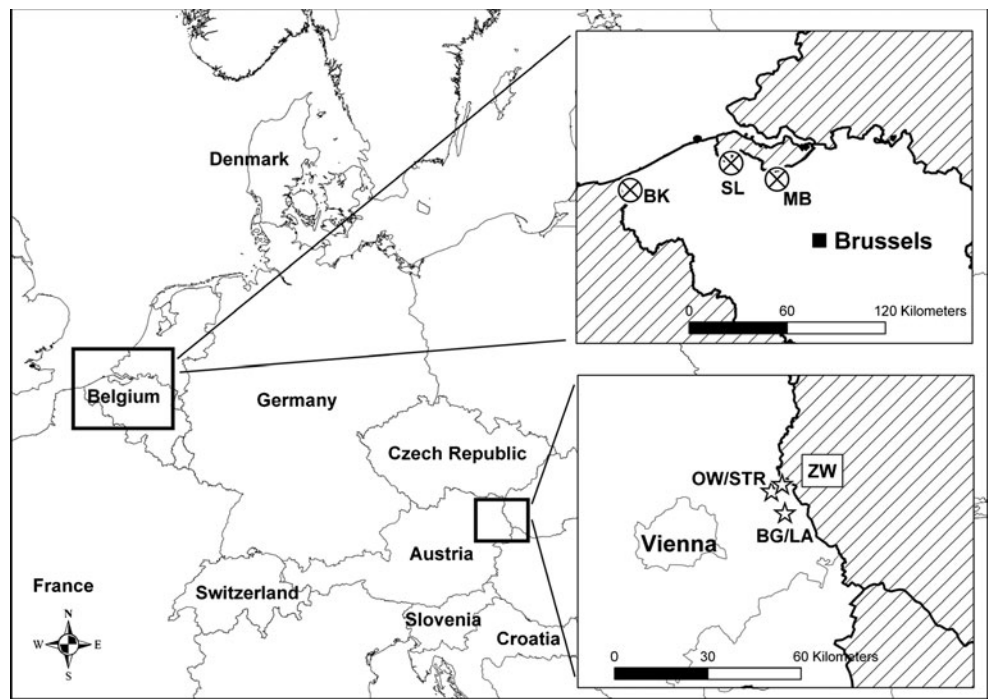 Denmark
Belgium
Germany
Czech Republic
Austria
France
Switzerland
Slovenia
Croatia
N
W E
S
SL
BK
MB
Brussels
0 60 120 Kilometers
ZW
OW/STR
BG/LA
Vienna
0 30 60 Kilometers